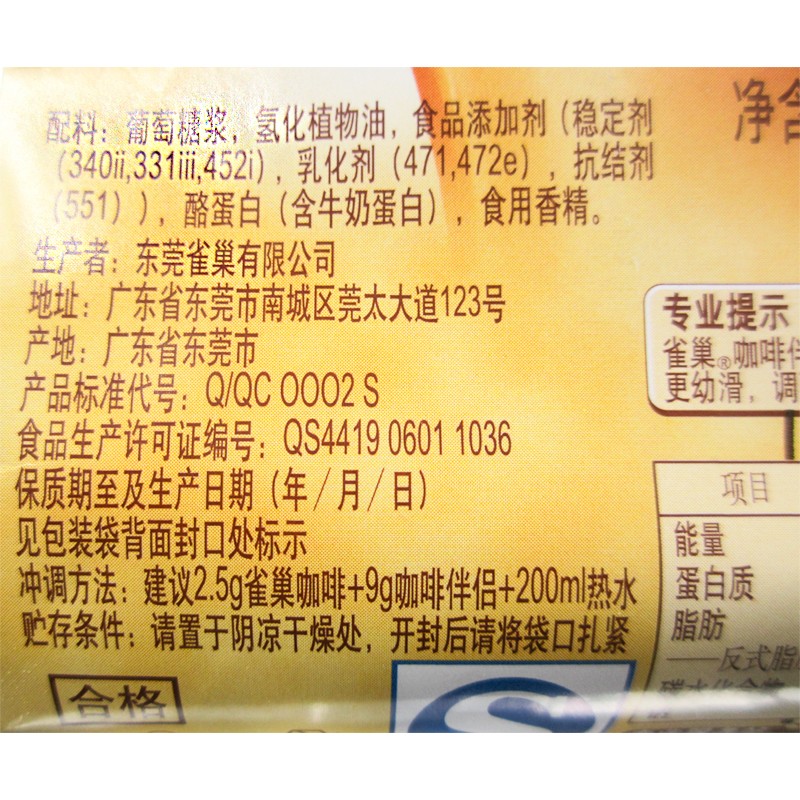 配料：葡萄糖浆，氢化植物油，食品添加剂（稳定剂
（340ii,331iii,452i），乳化剂（471,472e），抗结剂
（551）），酪蛋白（含牛奶蛋白），食用香精。
生产者：东莞雀巢有限公司
地址：广东省东莞市南城区莞太大道123号
产地：广东省东莞市
产品标准代号：Q/QC OOO2 S
食品生产许可证编号：QS4419 0601 1036
保质期至及生产日期（年/月/日）
见包装袋背面封口处标示
冲调方法：建议2.5g雀巢咖啡+9g咖啡伴侣+200ml热水
贮存条件：请置于阴凉干燥处，开封后请将袋口扎紧
合格
净含
专业提示
雀巢®咖啡伴
更幼滑，调
项目
能量
蛋白质
脂肪
——反式脂
碳水化合物